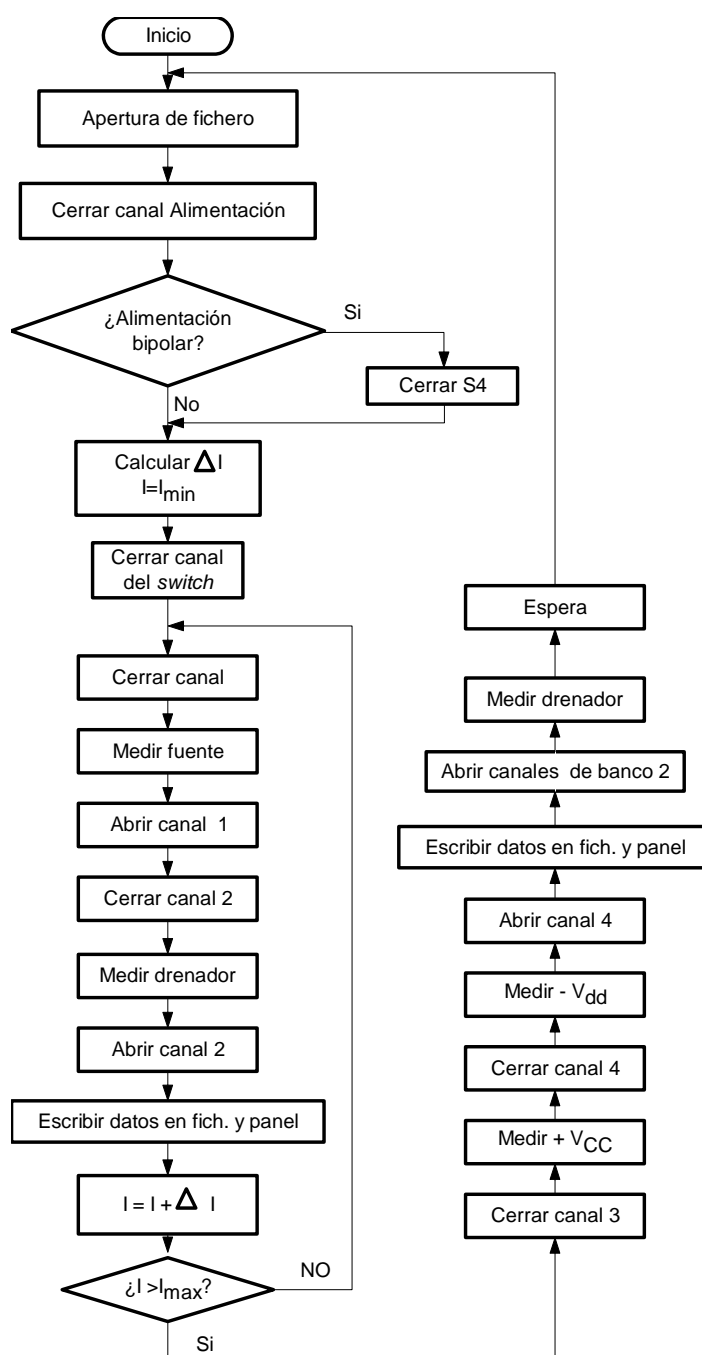 Inicio
Apertura de fichero
Cerrar canal Alimentación
¿Alimentación
bipolar?
Si
Cerrar S4
No
Calcular Δ I
I=Imin
Cerrar canal
del switch
Cerrar canal
Medir fuente
Abrir canal 1
Cerrar canal 2
Medir drenador
Abrir canal 2
Escribir datos en fich. y panel
I = I + Δ I
¿I >Imax?
NO
Si
Espera
Medir drenador
Abrir canales de banco 2
Escribir datos en fich. y panel
Abrir canal 4
Medir - Vdd
Cerrar canal 4
Medir + VCC
Cerrar canal 3